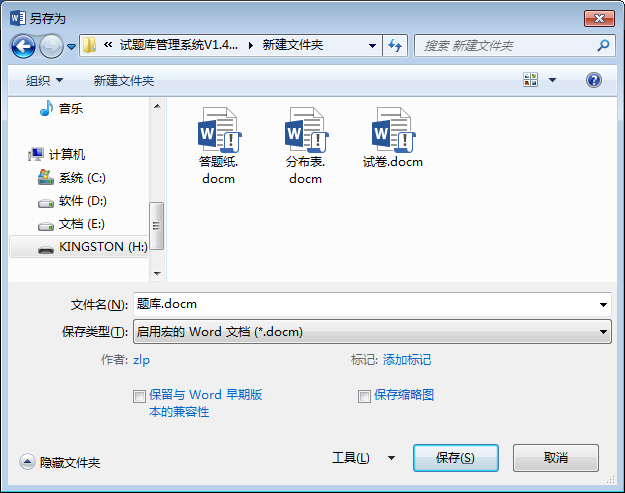 另存为
« 试题库管理系统V1.4... 新建文件夹
搜索 新建文件夹
组织 新建文件夹
音乐
计算机
系统 (C:)
软件 (D:)
文档 (E:)
KINGSTON (H:)
答题纸.
docm
分布表.
docm
试卷.docm
文件名(N): 题库.docm
保存类型(T): 启用宏的 Word 文档 (*.docm)
作者: zlp
标记: 添加标记
保留与 Word 早期版
本的兼容性
保存缩略图
隐藏文件夹
工具(L)
保存(S)
取消